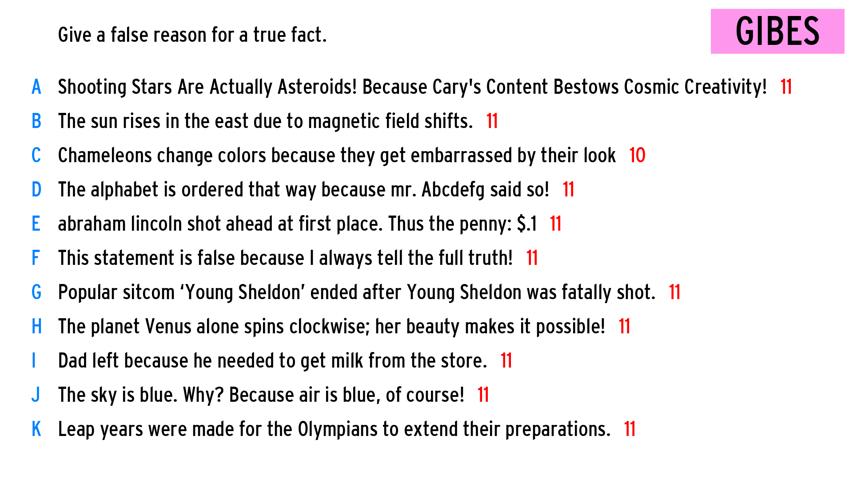 Give a false reason for a true fact.
GIBES
A Shooting Stars Are Actually Asteroids! Because Cary's Content Bestows Cosmic Creativity! 11
B The sun rises in the east due to magnetic field shifts. 11
C Chameleons change colors because they get embarrassed by their look 10
D The alphabet is ordered that way because mr. Abcdefg said so! 11
E abraham lincoln shot ahead at first place. Thus the penny: $.1 11
F This statement is false because I always tell the full truth! 11
G Popular sitcom ‘Young Sheldon’ ended after Young Sheldon was fatally shot. 11
H The planet Venus alone spins clockwise; her beauty makes it possible! 11
I Dad left because he needed to get milk from the store. 11
J The sky is blue. Why? Because air is blue, of course! 11
K Leap years were made for the Olympians to extend their preparations. 11